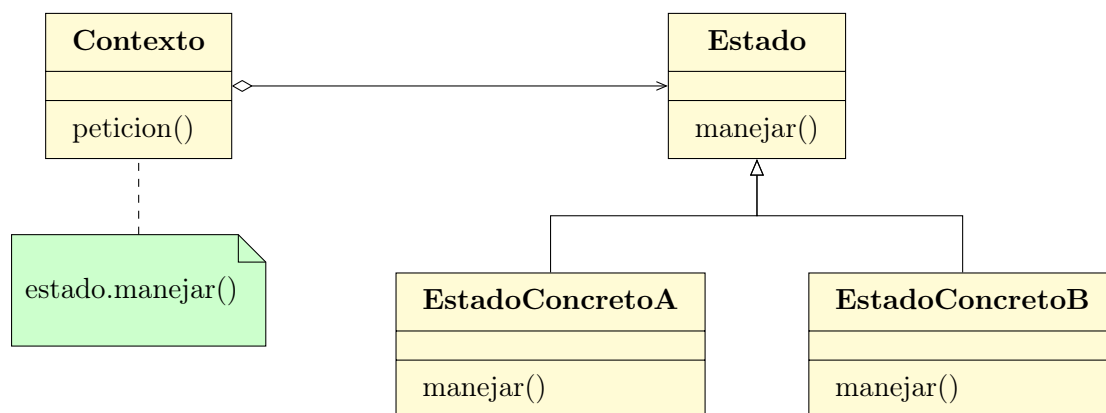 Contexto
peticion()
Estado
manejar()
estado.manejar()
EstadoConcretoA
manejar()
EstadoConcretoB
manejar()